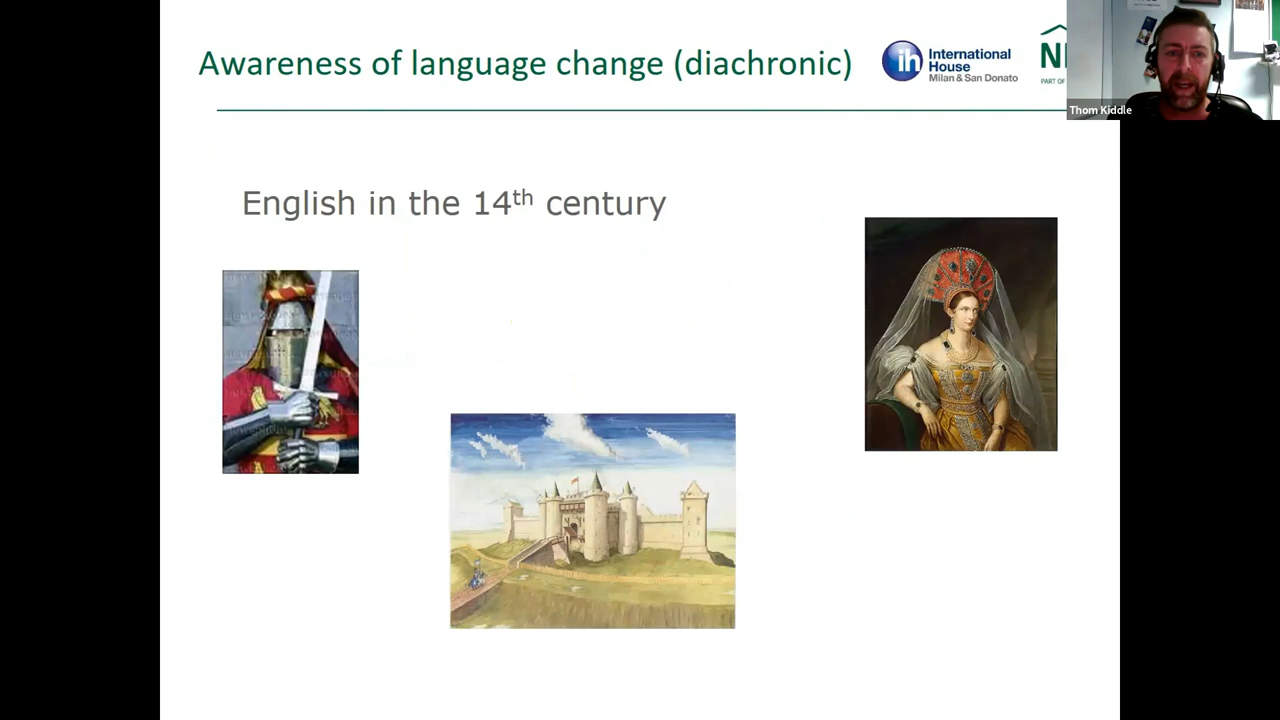 Awareness of language change (diachronic)
ih
International
House
Milan & San Donato
PART OF
Thom Kiddle
English in the 14th century